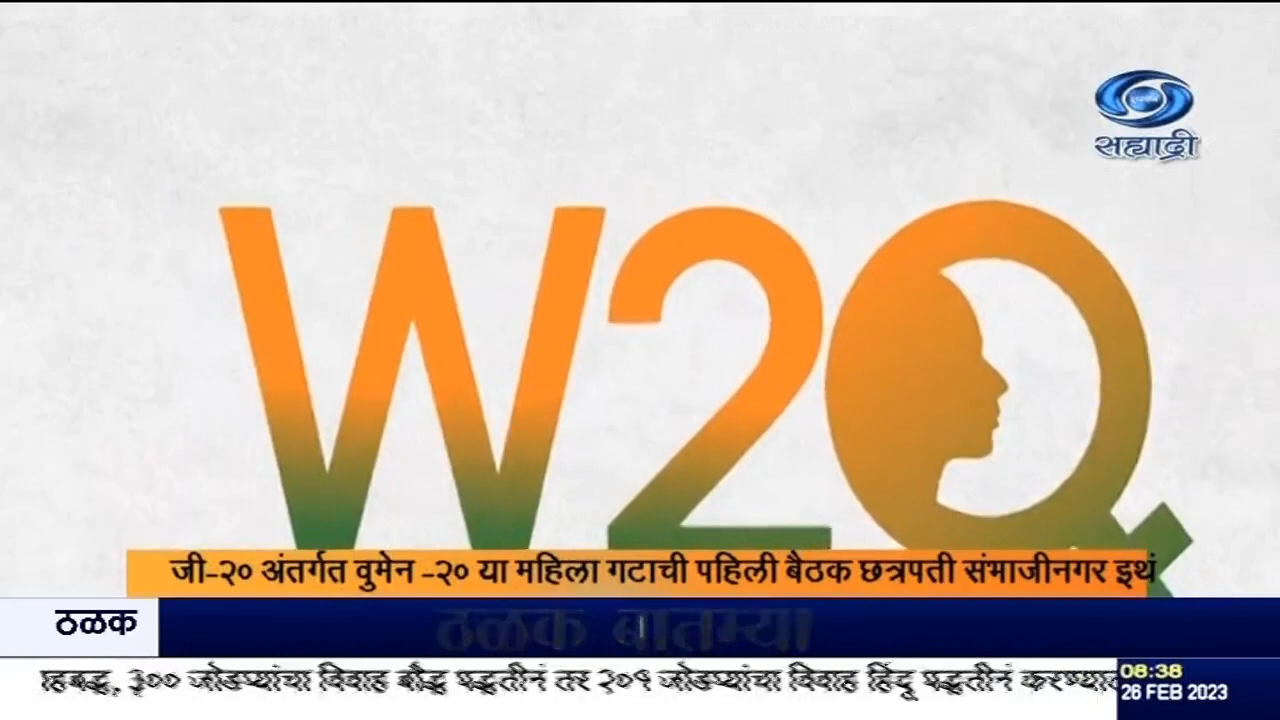 सह्याद्री
W20
जी-२० अंतर्गत वुमेन -२० या महिला गटाची पहिली बैठक छत्रपती संभाजीनगर इथं
ठळक
ठळक बातम्या
३०० जोडप्यांचा विवाह बौद्ध पद्धतीनं तर २०१ जोडप्यांचा विवाह हिंदू पद्धतीनं
08:38
26 FEB 2023